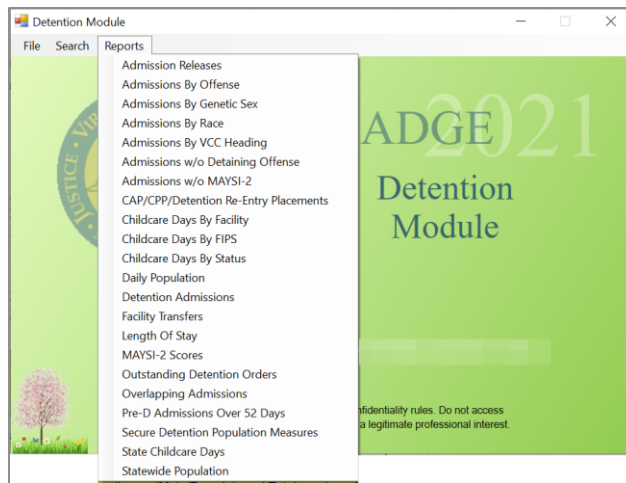 Detention Module
File Search Reports
Admission Releases
Admissions By Offense
Admissions By Genetic Sex
Admissions By Race
Admissions By VCC Heading
Admissions w/o Detaining Offense
Admissions w/o MAYSI-2
CAP/CPP/Detention Re-Entry Placements
Childcare Days By Facility
Childcare Days By FIPS
Childcare Days By Status
Daily Population
Detention Admissions
Facility Transfers
Length Of Stay
MAYSI-2 Scores
Outstanding Detention Orders
Overlapping Admissions
Pre-D Admissions Over 52 Days
Secure Detention Population Measures
State Childcare Days
Statewide Population
JUSTICE • VIR
2021
ADGE
Detention
Module
nfidentiality rules. Do not access
a legitimate professional interest.